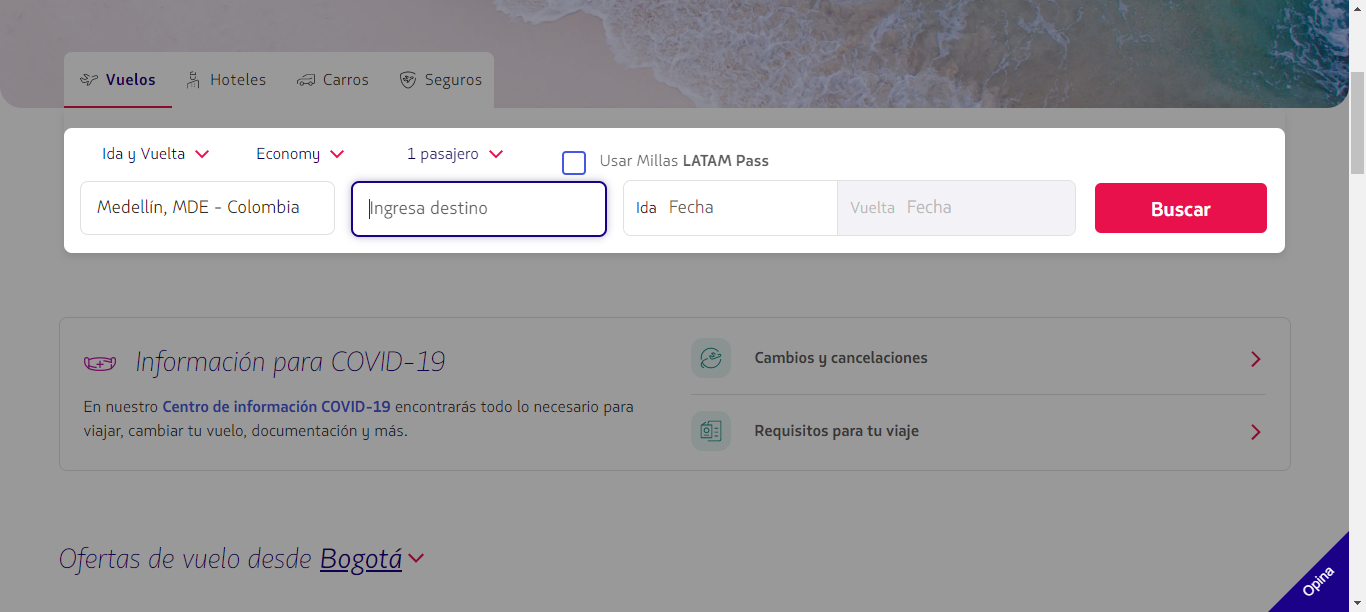 Vuelos Hoteles Carros Seguros
Ida y Vuelta Economy 1 pasajero Usar Millas LATAM Pass
Medellín, MDE - Colombia Ingresa destino Ida Fecha Vuelta Fecha Buscar
Información para COVID-19
En nuestro Centro de información COVID-19 encontrarás todo lo necesario para
viajar, cambiar tu vuelo, documentación y más.
Cambios y cancelaciones
Requisitos para tu viaje
Ofertas de vuelo desde Bogotá
Opina